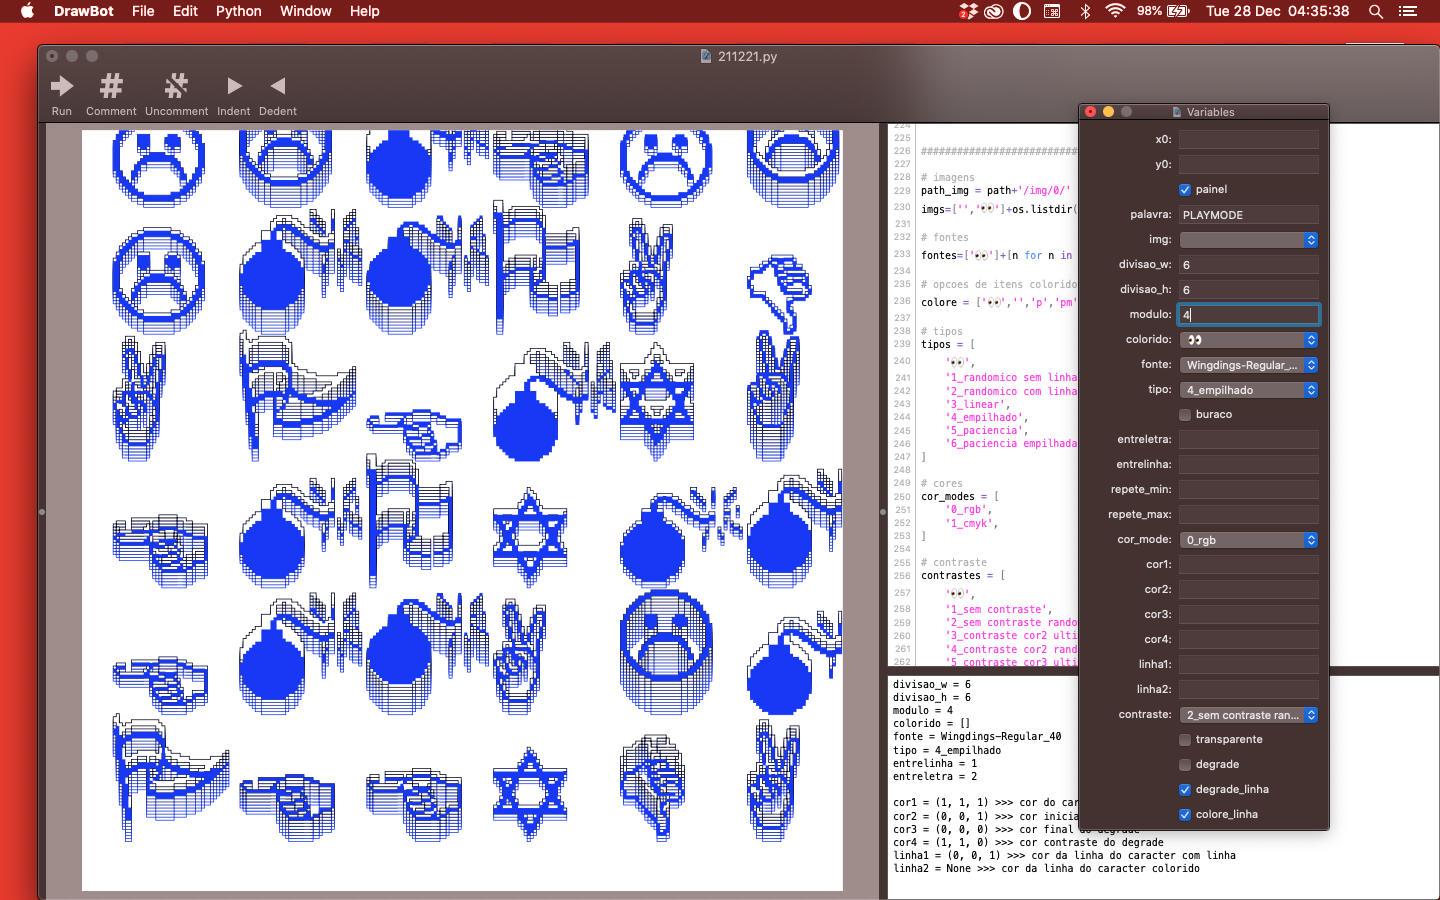 DrawBot File Edit Python Window Help
2
98% Tue 28 Dec 04:35:38
211221.py
Run Comment Uncomment Indent Dedent
224
225
226 ##########################
227
228 # imagens
229 path_img = path+'/img/0/'
230 imgs=['','👀']+os.listdir(
231
232 # fontes
233 fontes=['👀']+[n for n in
234
235 # opcoes de itens colorido
236 colore = ['👀','','p','pm'
237
238 # tipos
239 tipos = [
240 '👀',
241 '1_randomico sem linha
242 '2_randomico com linha
243 '3_linear',
244 '4_empilhado',
245 '5_paciencia',
246 '6_paciencia empilhada
247 ]
248
249 # cores
250 cor_modes = [
251 '0_rgb',
252 '1_cmyk',
253 ]
254
255 # contraste
256 contrastes = [
257 '👀',
258 '1_sem contraste',
259 '2_sem contraste rando
260 '3_contraste cor2 ulti
261 '4_contraste cor2 rand
262 '5_contraste cor3 ulti
divisao_w = 6
divisao_h = 6
modulo = 4
colorido = []
fonte = Wingdings-Regular_40
tipo = 4_empilhado
entrelinha = 1
entreletra = 2
cor1 = (1, 1, 1) >>> cor do cara
cor2 = (0, 0, 1) >>> cor inicia
cor3 = (0, 0, 0) >>> cor final do degrade
cor4 = (1, 1, 0) >>> cor contraste do degrade
linha1 = (0, 0, 1) >>> cor da linha do caracter com linha
linha2 = None >>> cor da linha do caracter colorido
Variables
x0:
y0:
painel
palavra: PLAYMODE
img:
divisao_w: 6
divisao_h: 6
modulo: 4
colorido: 👀
fonte: Wingdings-Regular_...
tipo: 4_empilhado
buraco
entreletra:
entrelinha:
repete_min:
repete_max:
cor_mode: 0_rgb
cor1:
cor2:
cor3:
cor4:
linha1:
linha2:
contraste: 2_sem contraste ran...
transparente
degrade
degrade_linha
colore_linha